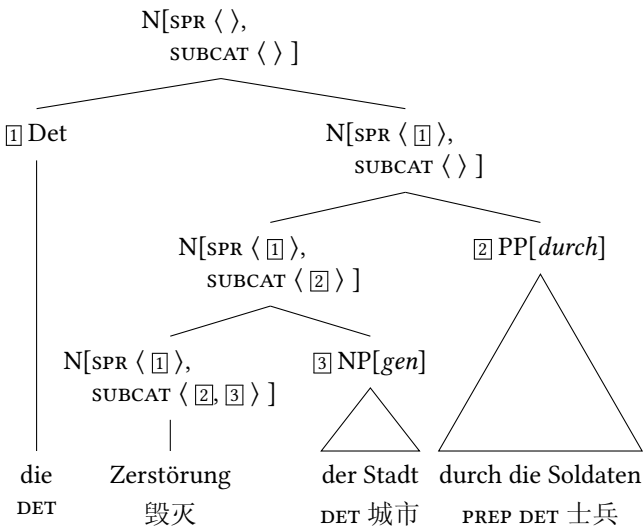 N[SPR ⟨ ⟩,
SUBCAT ⟨ ⟩ ]
1 Det
N[SPR ⟨ 1 ⟩,
SUBCAT ⟨ ⟩ ]
N[SPR ⟨ 1 ⟩,
SUBCAT ⟨ 2 ⟩ ]
2 PP[durch]
N[SPR ⟨ 1 ⟩,
SUBCAT ⟨ 2, 3 ⟩ ]
3 NP[gen]
die Zerstörung der Stadt durch die Soldaten
DET 毁灭 DET 城市 PREP DET 士兵